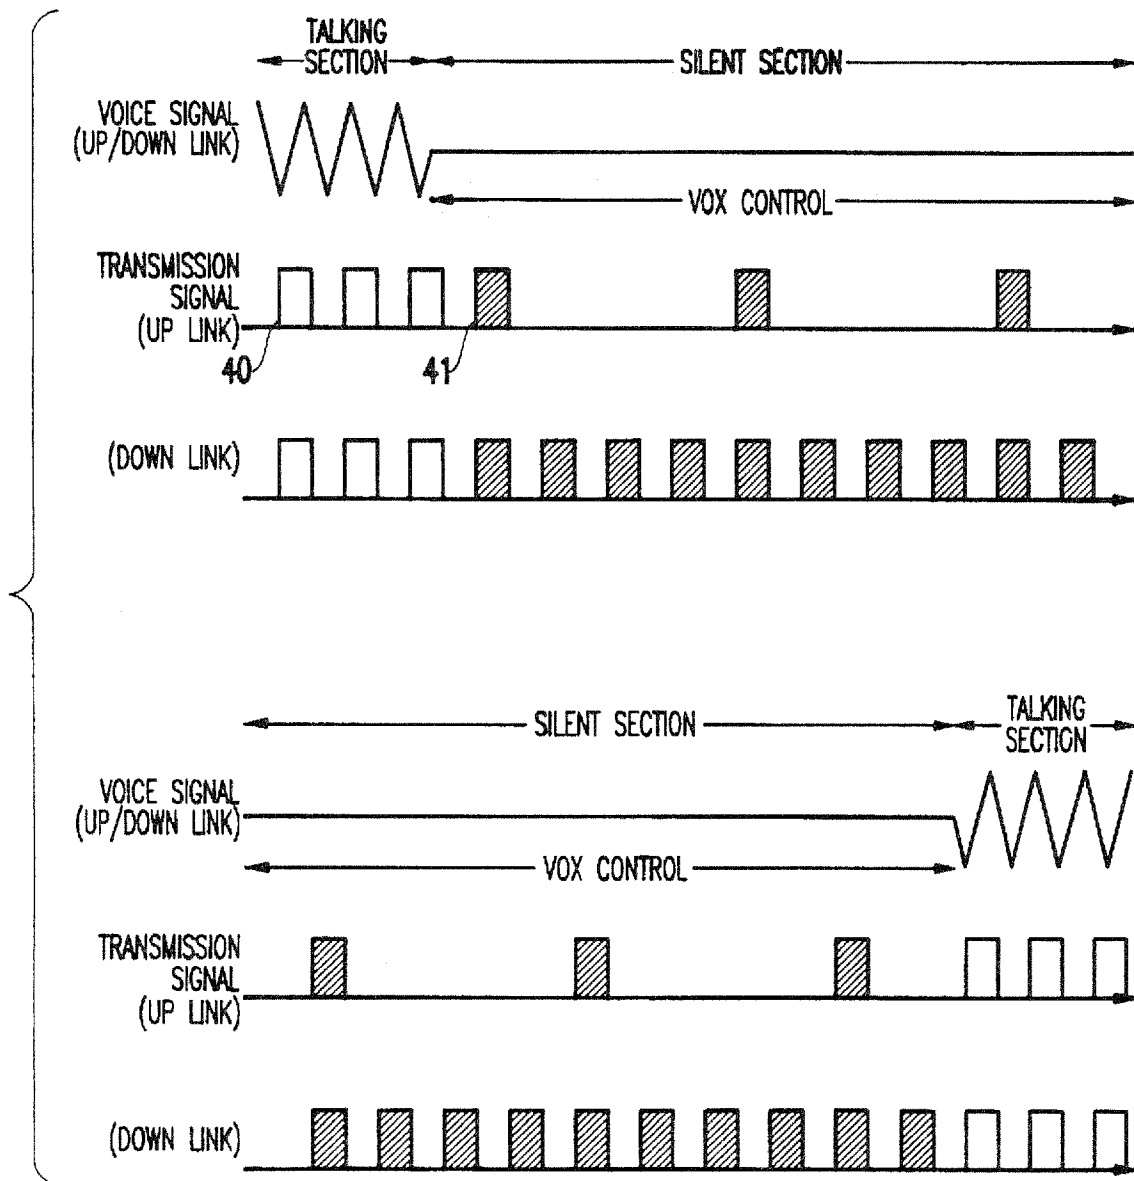 TALKING
SECTION
SILENT SECTION
VOICE SIGNAL
(UP/DOWN LINK)
VOX CONTROL
TRANSMISSION
SIGNAL
(UP LINK)
40
41
(DOWN LINK)
SILENT SECTION
TALKING
SECTION
VOICE SIGNAL
(UP/DOWN LINK)
VOX CONTROL
TRANSMISSION
SIGNAL
(UP LINK)
(DOWN LINK)